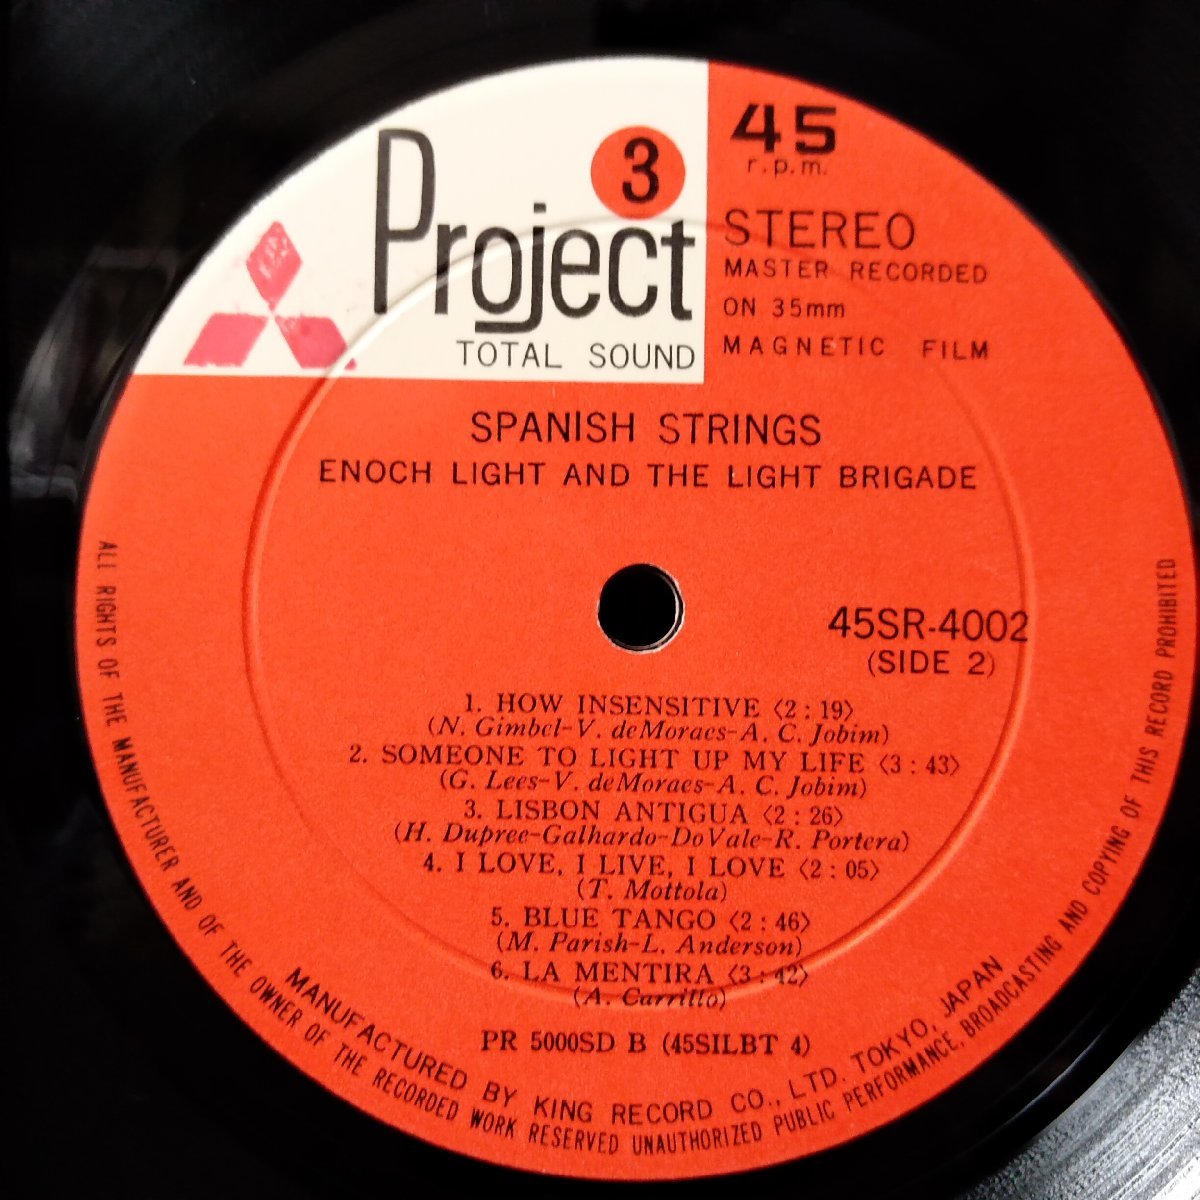 Project 3
TOTAL SOUND
45
r.p.m.
STEREO
MASTER RECORDED
ON 35mm
MAGNETIC FILM
SPANISH STRINGS
ENOCH LIGHT AND THE LIGHT BRIGADE
45SR-4002
(SIDE 2)
1. HOW INSENSITIVE 〈2 : 19〉
(N. Gimbel-V. deMoraes-A. C. Jobim)
2. SOMEONE TO LIGHT UP MY LIFE 〈3 : 43〉
(G. Lees-V. deMoraes-A. C. Jobim)
3. LISBON ANTIGUA 〈2 : 26〉
(H. Dupree-Galhardo-DoVale-R. Portera)
4. I LOVE, I LIVE, I LOVE 〈2 : 05〉
(T. Mottola)
5. BLUE TANGO 〈2 : 46〉
(M. Parish-L. Anderson)
6. LA MENTIRA 〈3 : 42〉
(A. Carrillo)
PR 5000SD B (45SILBT 4)
MANUFACTURED BY KING RECORD CO., LTD. TOKYO, JAPAN
ALL RIGHTS OF THE MANUFACTURER AND OF THE OWNER OF THE RECORDED WORK RESERVED UNAUTHORIZED PUBLIC PERFORMANCE, BROADCASTING AND COPYING OF THIS RECORD PROHIBITED